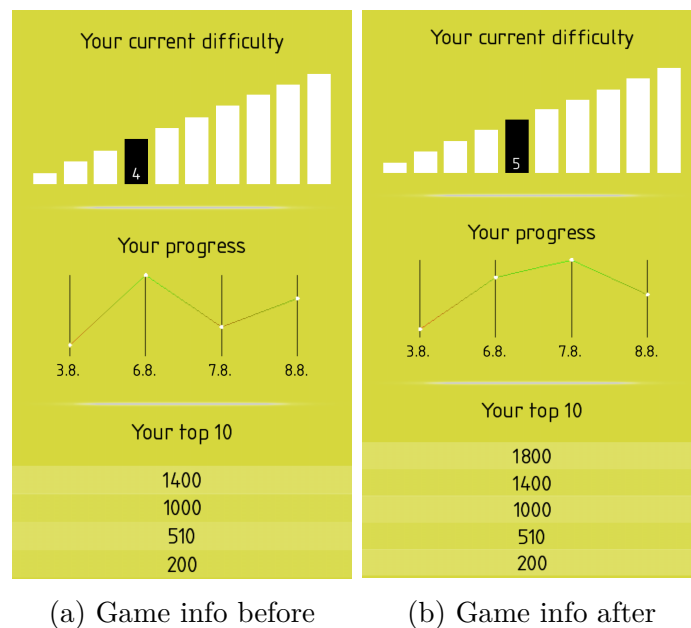 Your current difficulty
4
Your progress
3.8. 6.8. 7.8. 8.8.
Your top 10
1400
1000
510
200
(a) Game info before
Your current difficulty
5
Your progress
3.8. 6.8. 7.8. 8.8.
Your top 10
1800
1400
1000
510
200
(b) Game info after